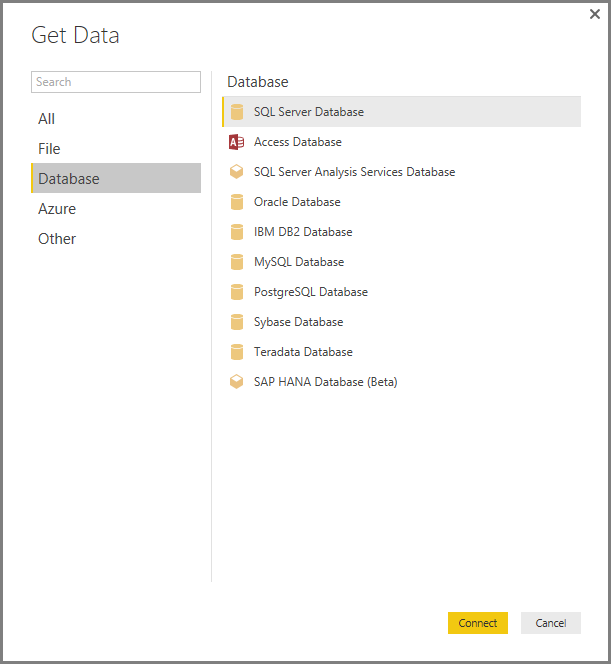 Get Data
Search
All
File
Database
Azure
Other
Database
SQL Server Database
Access Database
SQL Server Analysis Services Database
Oracle Database
IBM DB2 Database
MySQL Database
PostgreSQL Database
Sybase Database
Teradata Database
SAP HANA Database (Beta)
Connect
Cancel